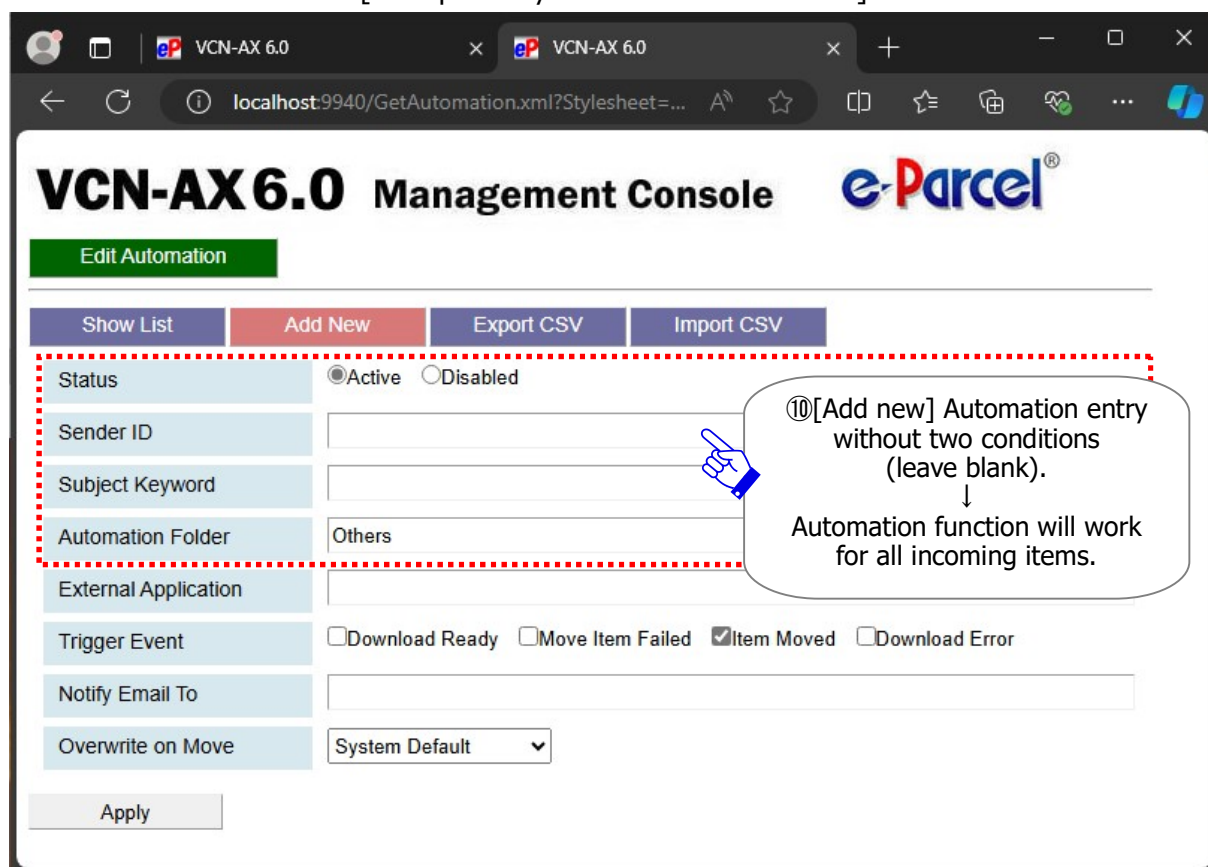 VCN-AX 6.0
VCN-AX 6.0
localhost:9940/GetAutomation.xml?Stylesheet=...
VCN-AX 6.0 Management Console
e-Parcel®
Edit Automation
Show List
Add New
Export CSV
Import CSV
Status
Active Disabled
Sender ID
Subject Keyword
Automation Folder
Others
External Application
Trigger Event
Download Ready Move Item Failed Item Moved Download Error
Notify Email To
Overwrite on Move
System Default
Apply
⑩[Add new] Automation entry
without two conditions
(leave blank).
↓
Automation function will work
for all incoming items.